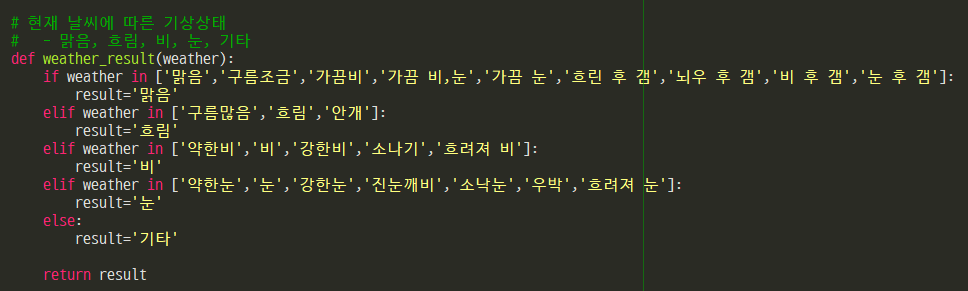 # 현재 날씨에 따른 기상상태
#   - 맑음, 흐림, 비, 눈, 기타
def weather_result(weather):
    if weather in ['맑음','구름조금','가끔비','가끔 비,눈','가끔 눈','흐린 후 갬','뇌우 후 갬','비 후 갬','눈 후 갬']:
        result='맑음'
    elif weather in ['구름많음','흐림','안개']:
        result='흐림'
    elif weather in ['약한비','비','강한비','소나기','흐려져 비']:
        result='비'
    elif weather in ['약한눈','눈','강한눈','진눈깨비','소낙눈','우박','흐려져 눈']:
        result='눈'
    else:
        result='기타'
    return result